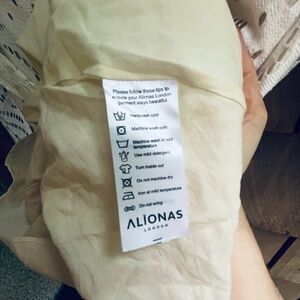 Please follow these tips to
ensure your Alionas London
garment stays beautiful
Handwash cold
Machine wash cold
Machine wash in mild
temperature
Use mild detergent
Turn inside out
Do not machine dry
Iron at mild temperature
Do not wring
ALIONAS
LONDON